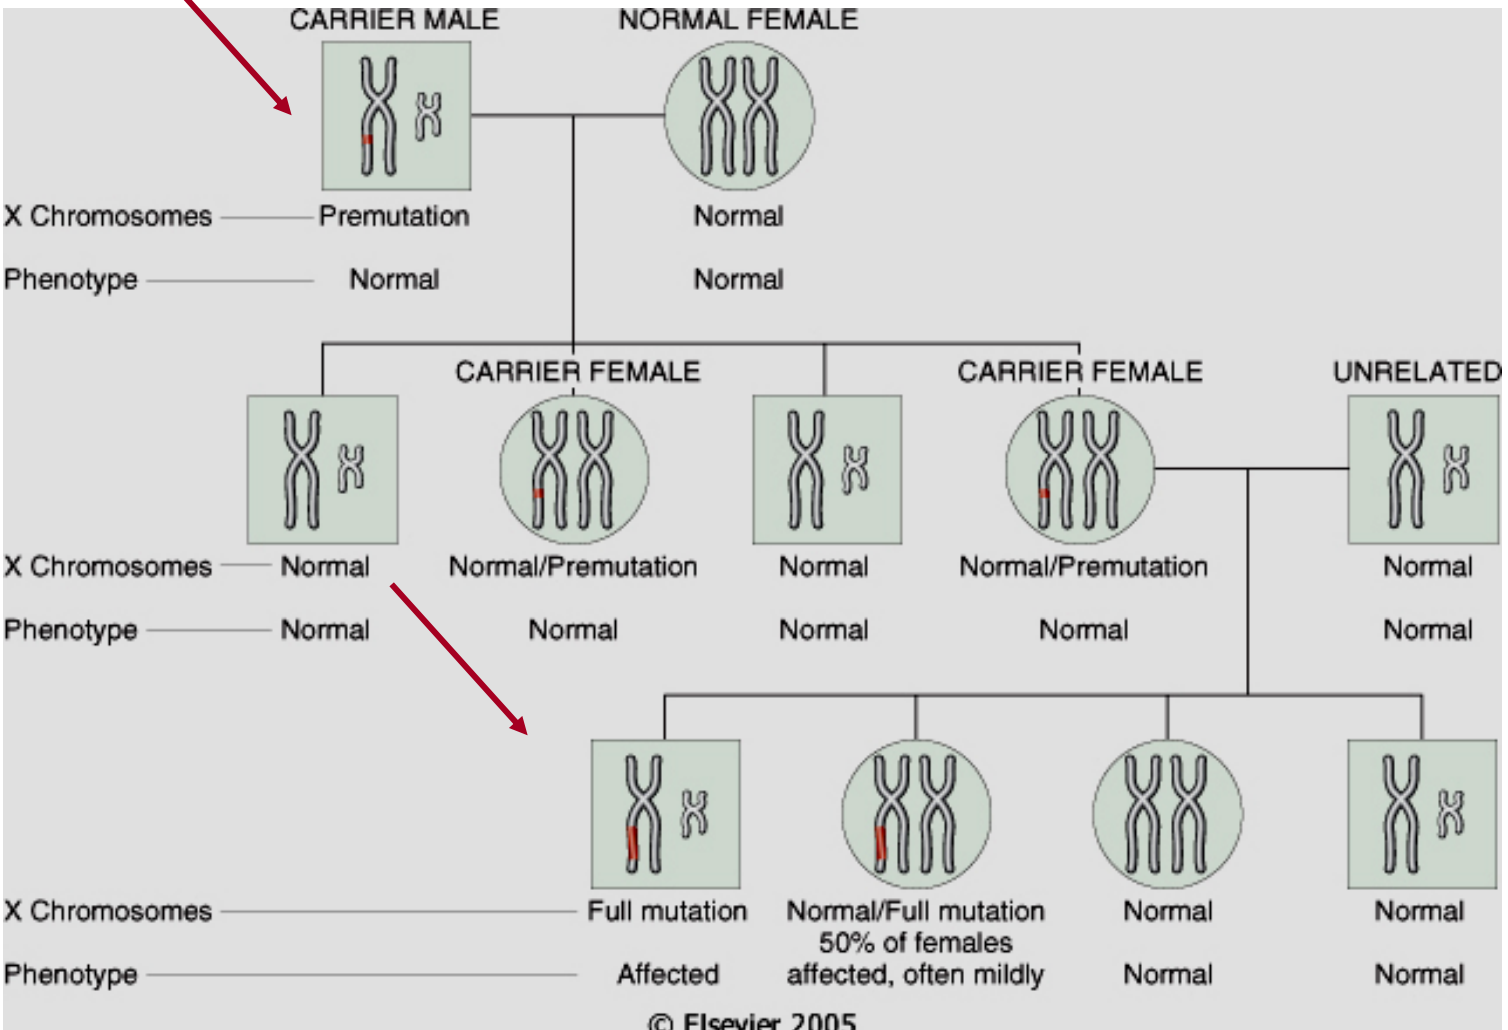 CARRIER MALE NORMAL FEMALE
X Chromosomes Premutation Normal
Phenotype Normal Normal
CARRIER FEMALE CARRIER FEMALE UNRELATED
X Chromosomes Normal Normal/Premutation Normal Normal/Premutation Normal
Phenotype Normal Normal Normal Normal Normal
X Chromosomes Full mutation Normal/Full mutation Normal Normal
50% of females
Phenotype Affected affected, often mildly Normal Normal
© Elsevier 2005